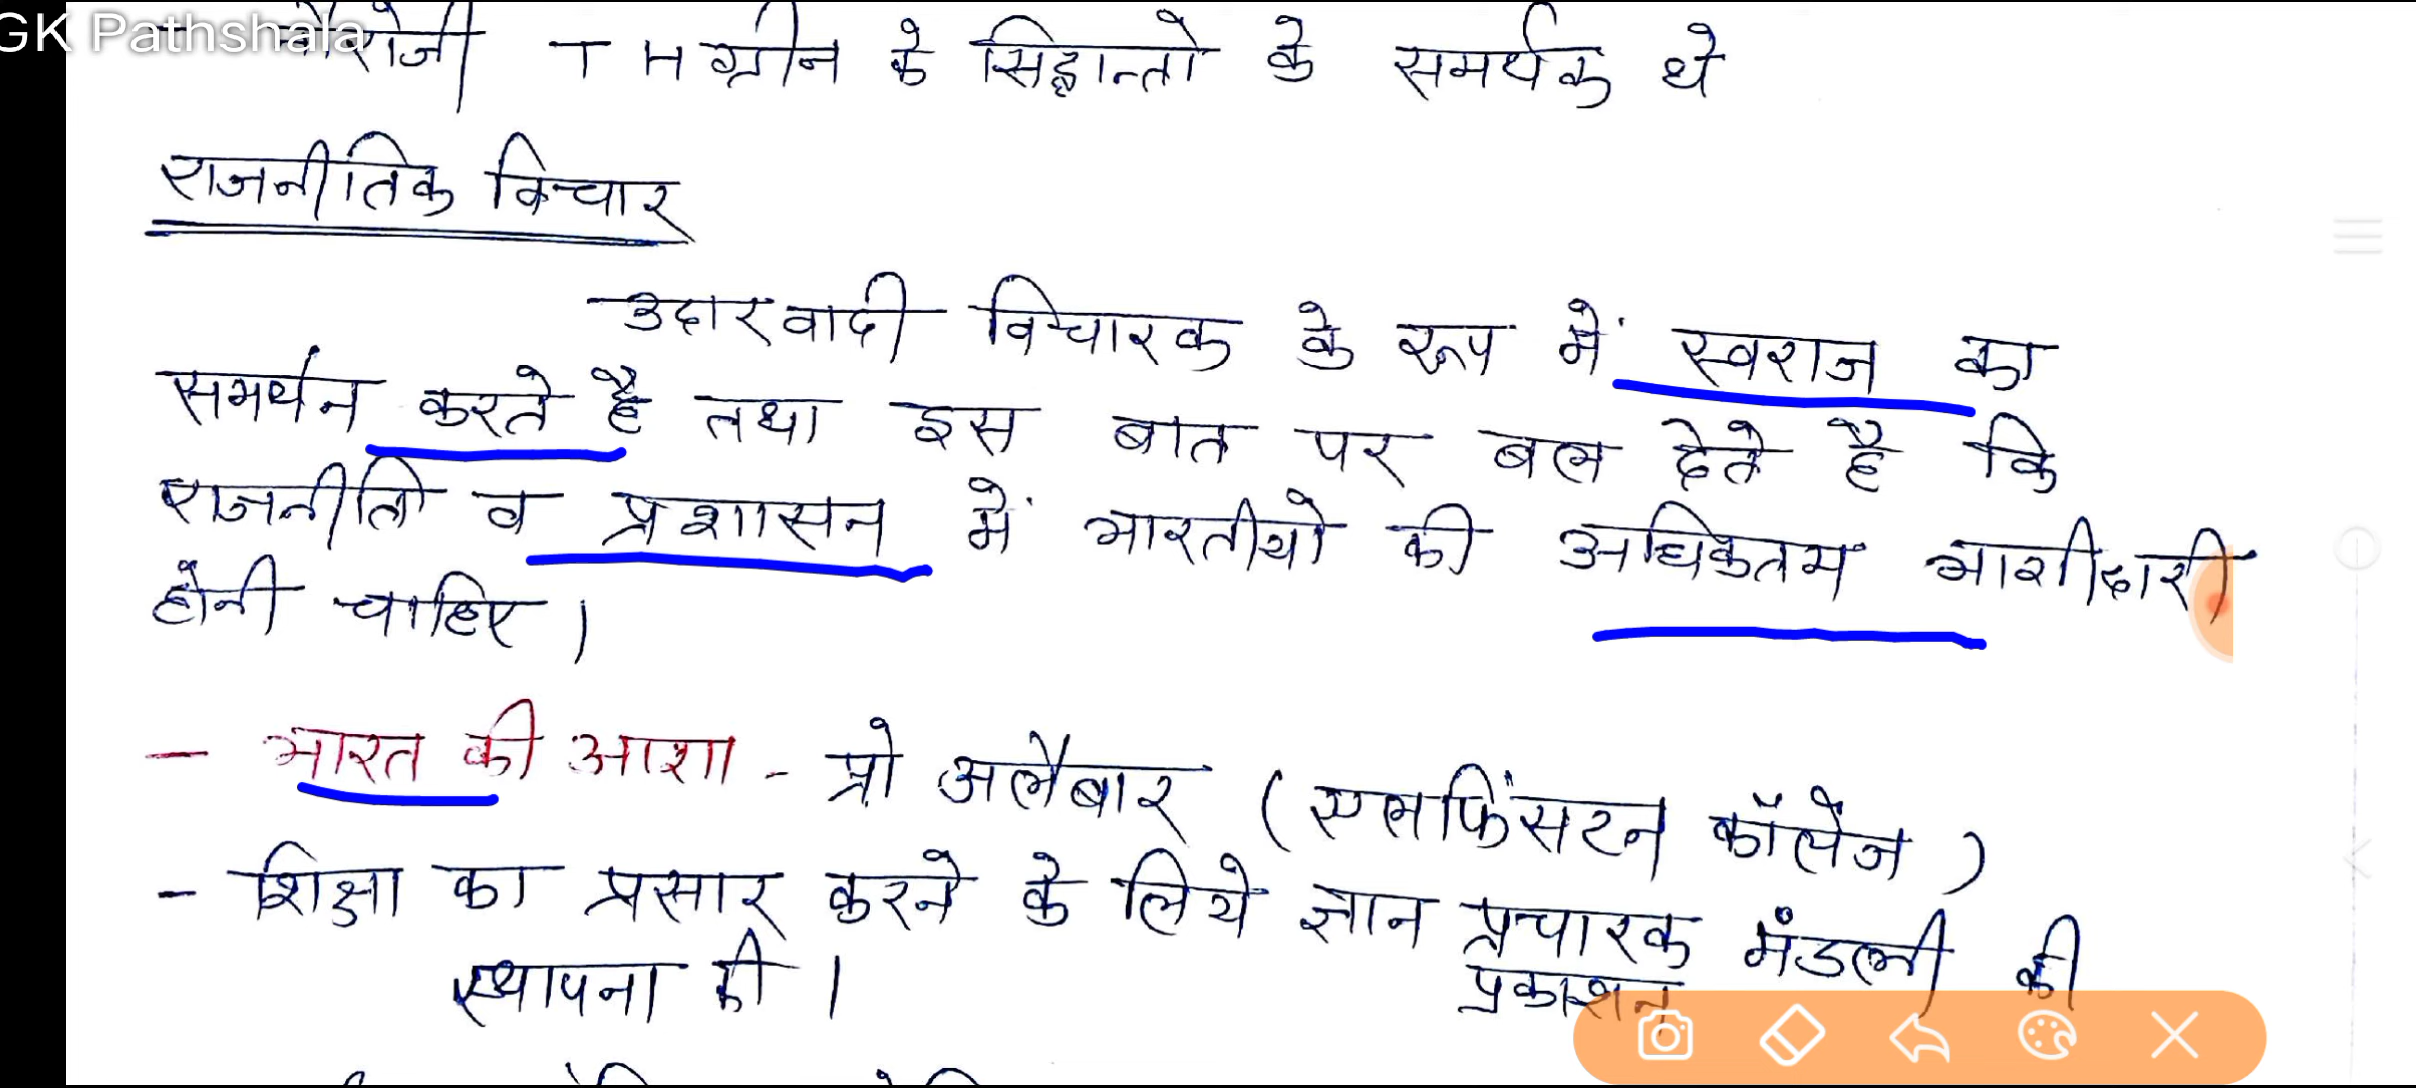 GK Pathshala
नौरोजी T H ग्रीन के सिद्धान्तो के समर्थक थे
राजनीतिक विचार
उदारवादी विचारक के रूप में स्वराज का
समर्थन करते है तथा इस बात पर बल देते है कि
राजनीति व प्रशासन में भारतीयो की अधिकतम भागीदारी
होनी चाहिए ।
- भारत की आशा - प्रो अलैबार (एलफिंसटन कॉलेज)
- शिक्षा का प्रसार करने के लिये ज्ञान प्रचारक मंडली की
प्रकाशन
स्थापना की ।